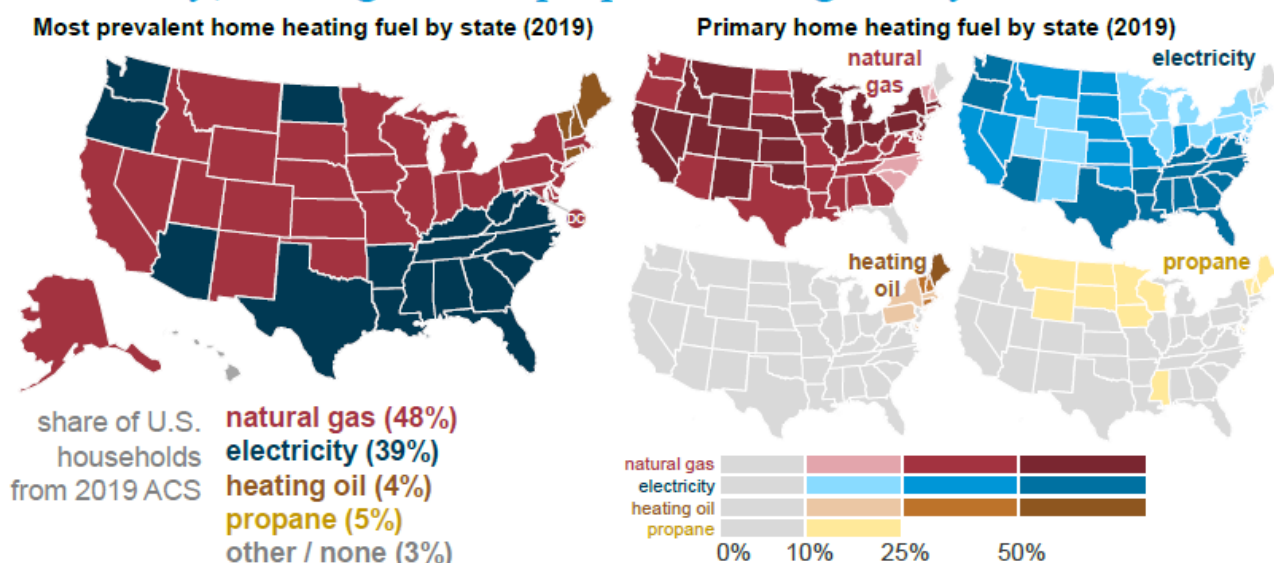 Most prevalent home heating fuel by state (2019)
DC
share of U.S.
households
from 2019 ACS
natural gas (48%)
electricity (39%)
heating oil (4%)
propane (5%)
other / none (3%)
Primary home heating fuel by state (2019)
natural
gas
electricity
heating
oil
propane
natural gas
electricity
heating oil
propane
0% 10% 25% 50%